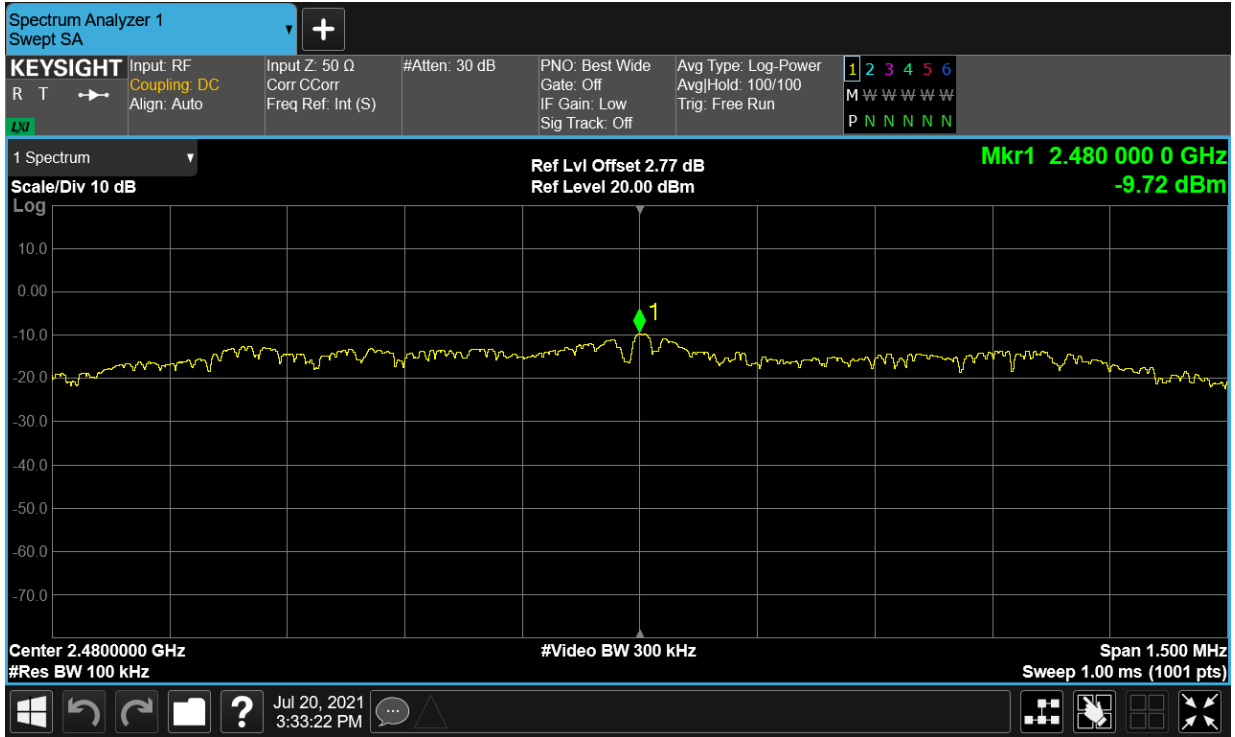 Spectrum Analyzer 1
Swept SA
KEYSIGHT
R T
LXI
Input: RF
Coupling: DC
Align: Auto
Input Z: 50 Ω
Corr CCorr
Freq Ref: Int (S)
#Atten: 30 dB
PNO: Best Wide
Gate: Off
IF Gain: Low
Sig Track: Off
Avg Type: Log-Power
Avg|Hold: 100/100
Trig: Free Run
1 2 3 4 5 6
M W W W W W
P N N N N N
1 Spectrum
Scale/Div 10 dB
Ref Lvl Offset 2.77 dB
Ref Level 20.00 dBm
Mkr1 2.480 000 0 GHz
-9.72 dBm
Log
10.0
0.00
-10.0
-20.0
-30.0
-40.0
-50.0
-60.0
-70.0
1
Center 2.4800000 GHz
#Res BW 100 kHz
#Video BW 300 kHz
Span 1.500 MHz
Sweep 1.00 ms (1001 pts)
?
Jul 20, 2021
3:33:22 PM